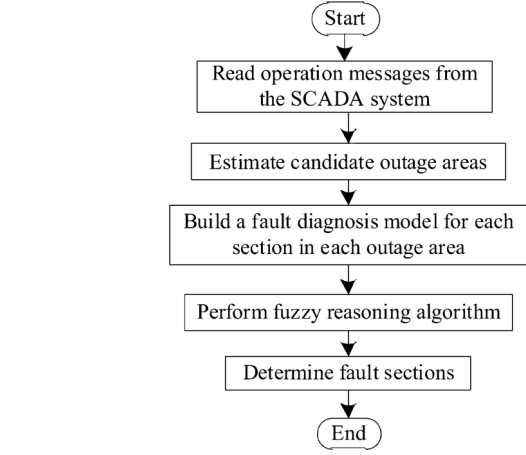 Start
Read operation messages from
the SCADA system
Estimate candidate outage areas
Build a fault diagnosis model for each
section in each outage area
Perform fuzzy reasoning algorithm
Determine fault sections
End